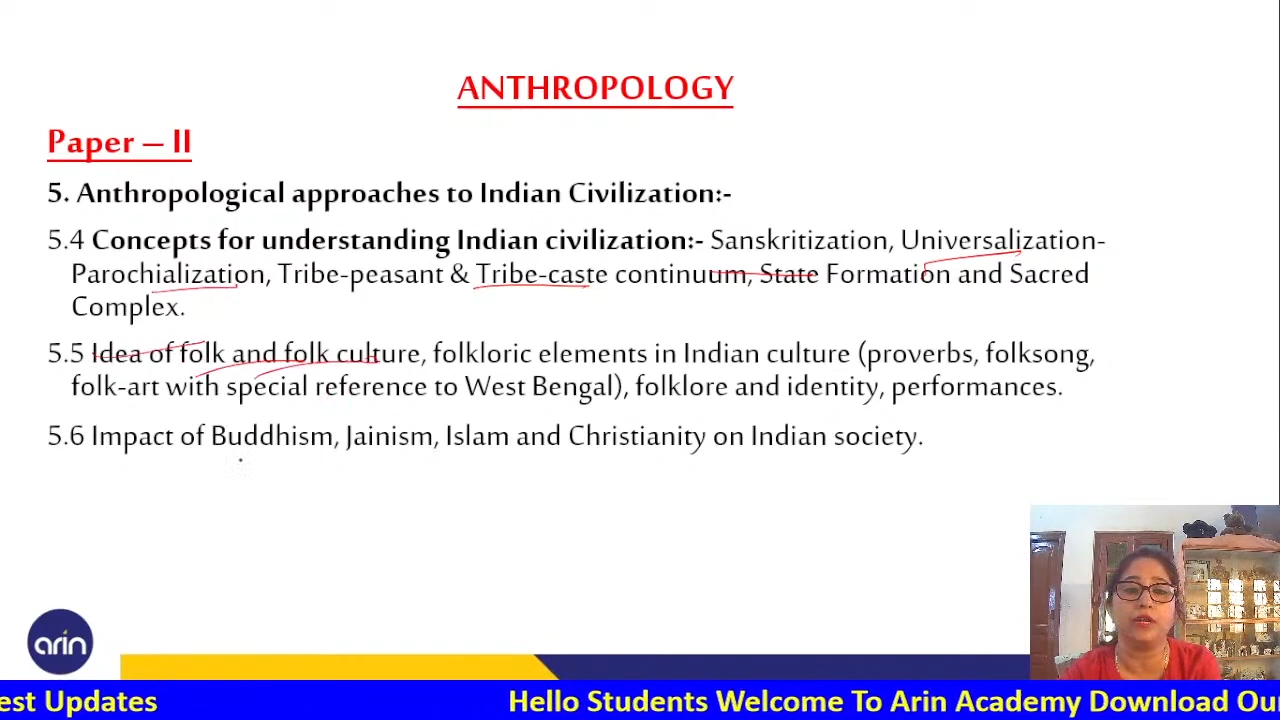 ANTHROPOLOGY
Paper – II
5. Anthropological approaches to Indian Civilization:-
5.4 Concepts for understanding Indian civilization:- Sanskritization, Universalization-
Parochialization, Tribe-peasant & Tribe-caste continuum, State Formation and Sacred
Complex.
5.5 Idea of folk and folk culture, folkloric elements in Indian culture (proverbs, folksong,
folk-art with special reference to West Bengal), folklore and identity, performances.
5.6 Impact of Buddhism, Jainism, Islam and Christianity on Indian society.
arin
est Updates Hello Students Welcome To Arin Academy Download Ou